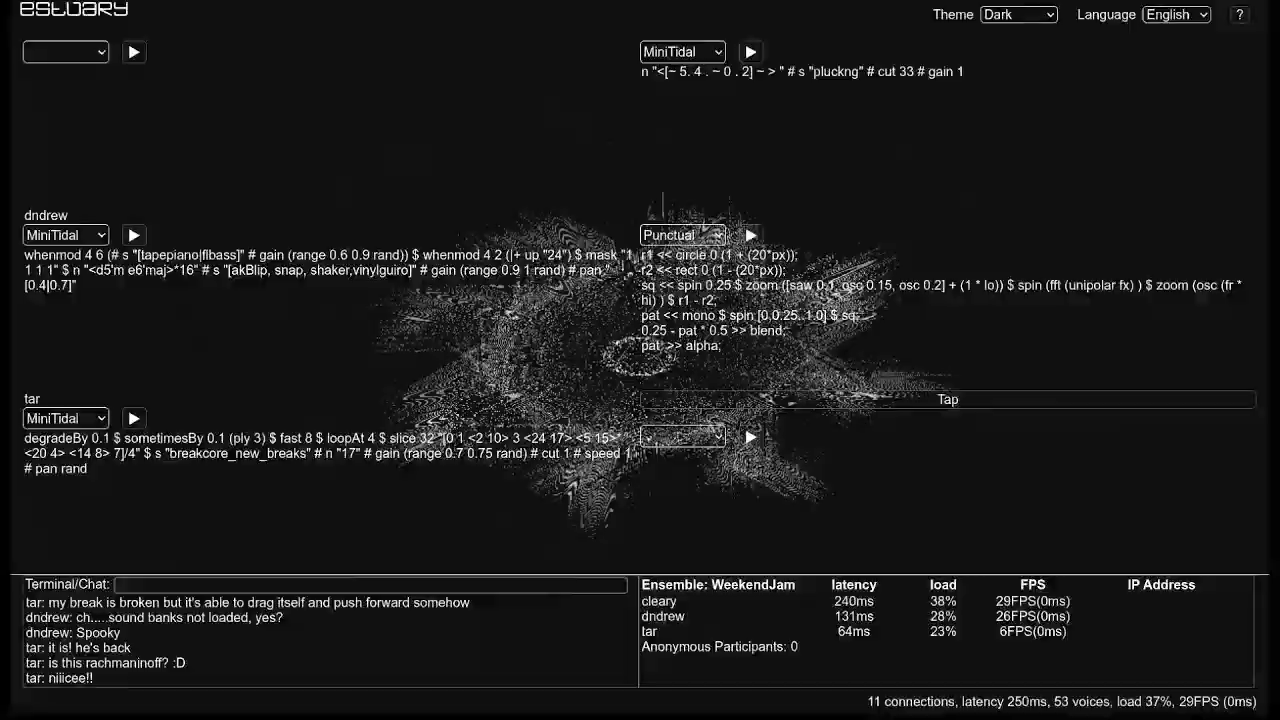 estuary
Theme Dark Language English ?
MiniTidal
n "<[~ 5. 4 . ~ 0 . 2] ~ > " # s "pluckng" # cut 33 # gain 1
dndrew
MiniTidal
whenmod 4 6 (# s "[tapepiano|flbass]" # gain (range 0.6 0.9 rand)) $ whenmod 4 2 (|+ up "24") $ mask "1
1 1 1" $ n "<d5'm e6'maj>*16" # s "[akBlip, snap, shaker,vinylguiro]" # gain (range 0.9 1 rand) # pan "
[0.4|0.7]"
Punctual
r1 << circle 0 (1 + (20*px));
r2 << rect 0 (1 - (20*px));
sq << spin 0.25 $ zoom ([saw 0.1, osc 0.15, osc 0.2] + (1 * lo)) $ spin (fft (unipolar fx) ) $ zoom (osc (fr *
hi) ) $ r1 - r2;
pat << mono $ spin [0,0.25..1.0] $ sq;
0.25 - pat * 0.5 >> blend;
pat >> alpha;
tar
MiniTidal
degradeBy 0.1 $ sometimesBy 0.1 (ply 3) $ fast 8 $ loopAt 4 $ slice 32 "[0 1 <2 10> 3 <24 17> <5 15>
<20 4> <14 8> 7]/4" $ s "breakcore_new_breaks" # n "17" # gain (range 0.7 0.75 rand) # cut 1 # speed 1
# pan rand
Tap
Terminal/Chat:
tar: my break is broken but it's able to drag itself and push forward somehow
dndrew: ch.....sound banks not loaded, yes?
dndrew: Spooky
tar: it is! he's back
tar: is this rachmaninoff? :D
tar: niiicee!!
Ensemble: WeekendJam latency load FPS IP Address
cleary 240ms 38% 29FPS(0ms)
dndrew 131ms 28% 26FPS(0ms)
tar 64ms 23% 6FPS(0ms)
Anonymous Participants: 0
11 connections, latency 250ms, 53 voices, load 37%, 29FPS (0ms)